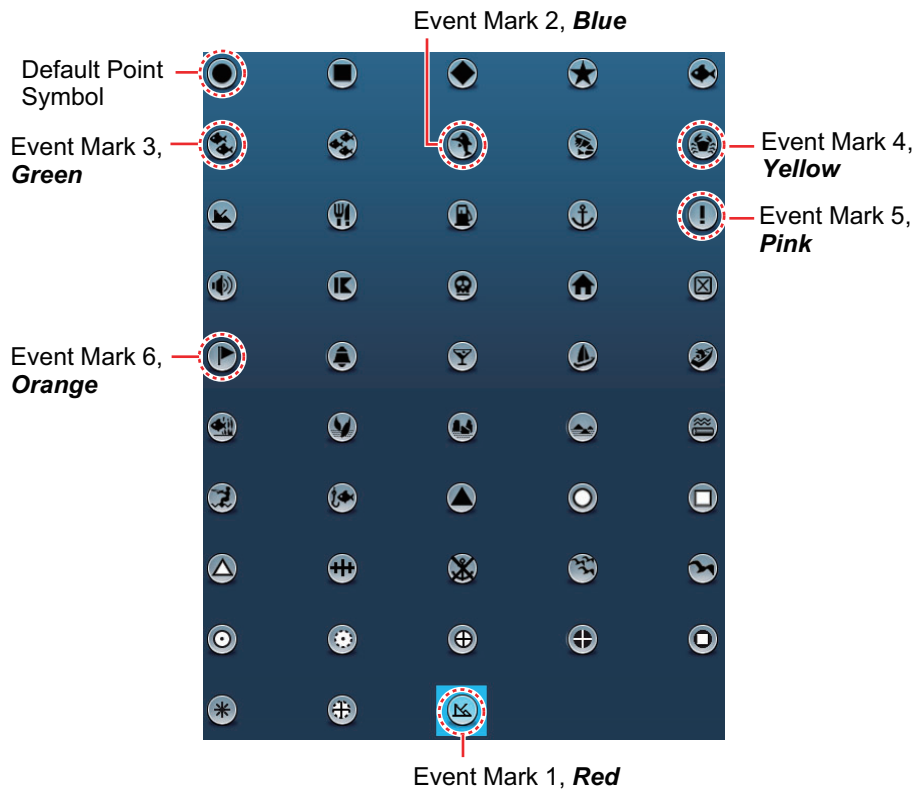 Event Mark 2, Blue
Default Point
Symbol
Event Mark 3,
Green
Event Mark 4,
Yellow
Event Mark 5,
Pink
Event Mark 6,
Orange
Event Mark 1, Red